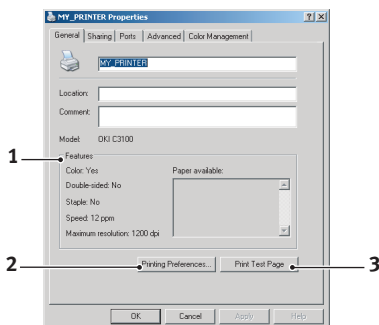 MY_PRINTER Properties
General Sharing Ports Advanced Color Management
MY_PRINTER
Location:
Comment:
Model: OKI C3100
1
Features
Color: Yes Paper available:
Double-sided: No
Staple: No
Speed: 12 ppm
Maximum resolution: 1200 dpi
2 Printing Preferences... Print Test Page 3
OK Cancel Apply Help